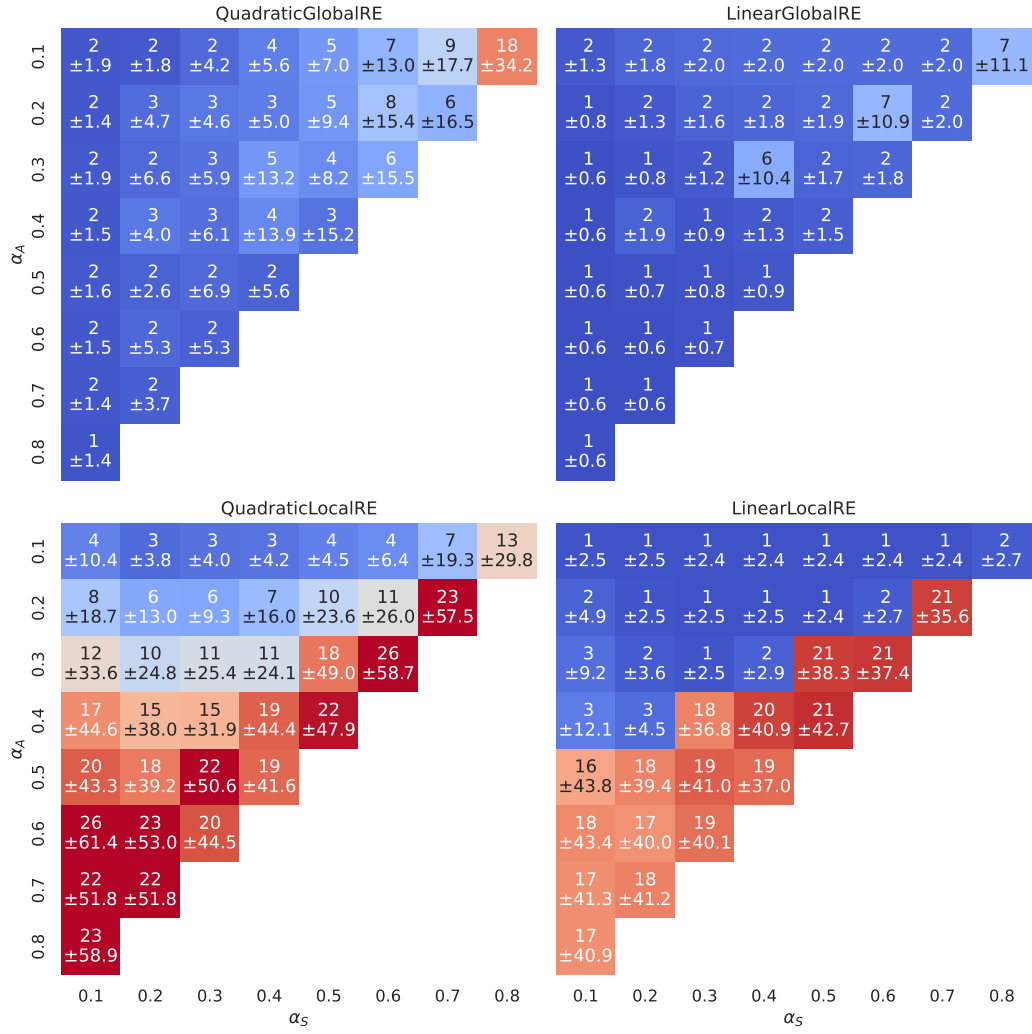 QuadraticGlobalRE
LinearGlobalRE
0.1 2 2 2 4 5 7 9 18
±1.9 ±1.8 ±4.2 ±5.6 ±7.0 ±13.0 ±17.7 ±34.2
2 2 2 2 2 2 2 7
±1.3 ±1.8 ±2.0 ±2.0 ±2.0 ±2.0 ±2.0 ±11.1
0.2 2 3 3 3 5 8 6
±1.4 ±4.7 ±4.6 ±5.0 ±9.4 ±15.4 ±16.5
1 2 2 2 2 7 2
±0.8 ±1.3 ±1.6 ±1.8 ±1.9 ±10.9 ±2.0
0.3 2 2 3 5 4 6
±1.9 ±6.6 ±5.9 ±13.2 ±8.2 ±15.5
1 1 2 6 2 2
±0.6 ±0.8 ±1.2 ±10.4 ±1.7 ±1.8
0.4 2 3 3 4 3
±1.5 ±4.0 ±6.1 ±13.9 ±15.2
1 2 1 2 2
±0.6 ±1.9 ±0.9 ±1.3 ±1.5
α_A
0.5 2 2 2 2
±1.6 ±2.6 ±6.9 ±5.6
1 1 1 1
±0.6 ±0.7 ±0.8 ±0.9
0.6 2 2 2
±1.5 ±5.3 ±5.3
1 1 1
±0.6 ±0.6 ±0.7
0.7 2 2
±1.4 ±3.7
1 1
±0.6 ±0.6
0.8 1
±1.4
1
±0.6
QuadraticLocalRE
LinearLocalRE
0.1 4 3 3 3 4 4 7 13
±10.4 ±3.8 ±4.0 ±4.2 ±4.5 ±6.4 ±19.3 ±29.8
1 1 1 1 1 1 1 2
±2.5 ±2.5 ±2.4 ±2.4 ±2.4 ±2.4 ±2.4 ±2.7
0.2 8 6 6 7 10 11 23
±18.7 ±13.0 ±9.3 ±16.0 ±23.6 ±26.0 ±57.5
2 1 1 1 1 2 21
±4.9 ±2.5 ±2.5 ±2.5 ±2.4 ±2.7 ±35.6
0.3 12 10 11 11 18 26
±33.6 ±24.8 ±25.4 ±24.1 ±49.0 ±58.7
3 2 1 2 21 21
±9.2 ±3.6 ±2.5 ±2.9 ±38.3 ±37.4
0.4 17 15 15 19 22
±44.6 ±38.0 ±31.9 ±44.4 ±47.9
3 3 18 20 21
±12.1 ±4.5 ±36.8 ±40.9 ±42.7
α_A
0.5 20 18 22 19
±43.3 ±39.2 ±50.6 ±41.6
16 18 19 19
±43.8 ±39.4 ±41.0 ±37.0
0.6 26 23 20
±61.4 ±53.0 ±44.5
18 17 19
±43.4 ±40.0 ±40.1
0.7 22 22
±51.8 ±51.8
17 18
±41.3 ±41.2
0.8 23
±58.9
17
±40.9
0.1 0.2 0.3 0.4 0.5 0.6 0.7 0.8
0.1 0.2 0.3 0.4 0.5 0.6 0.7 0.8
α_S
α_S